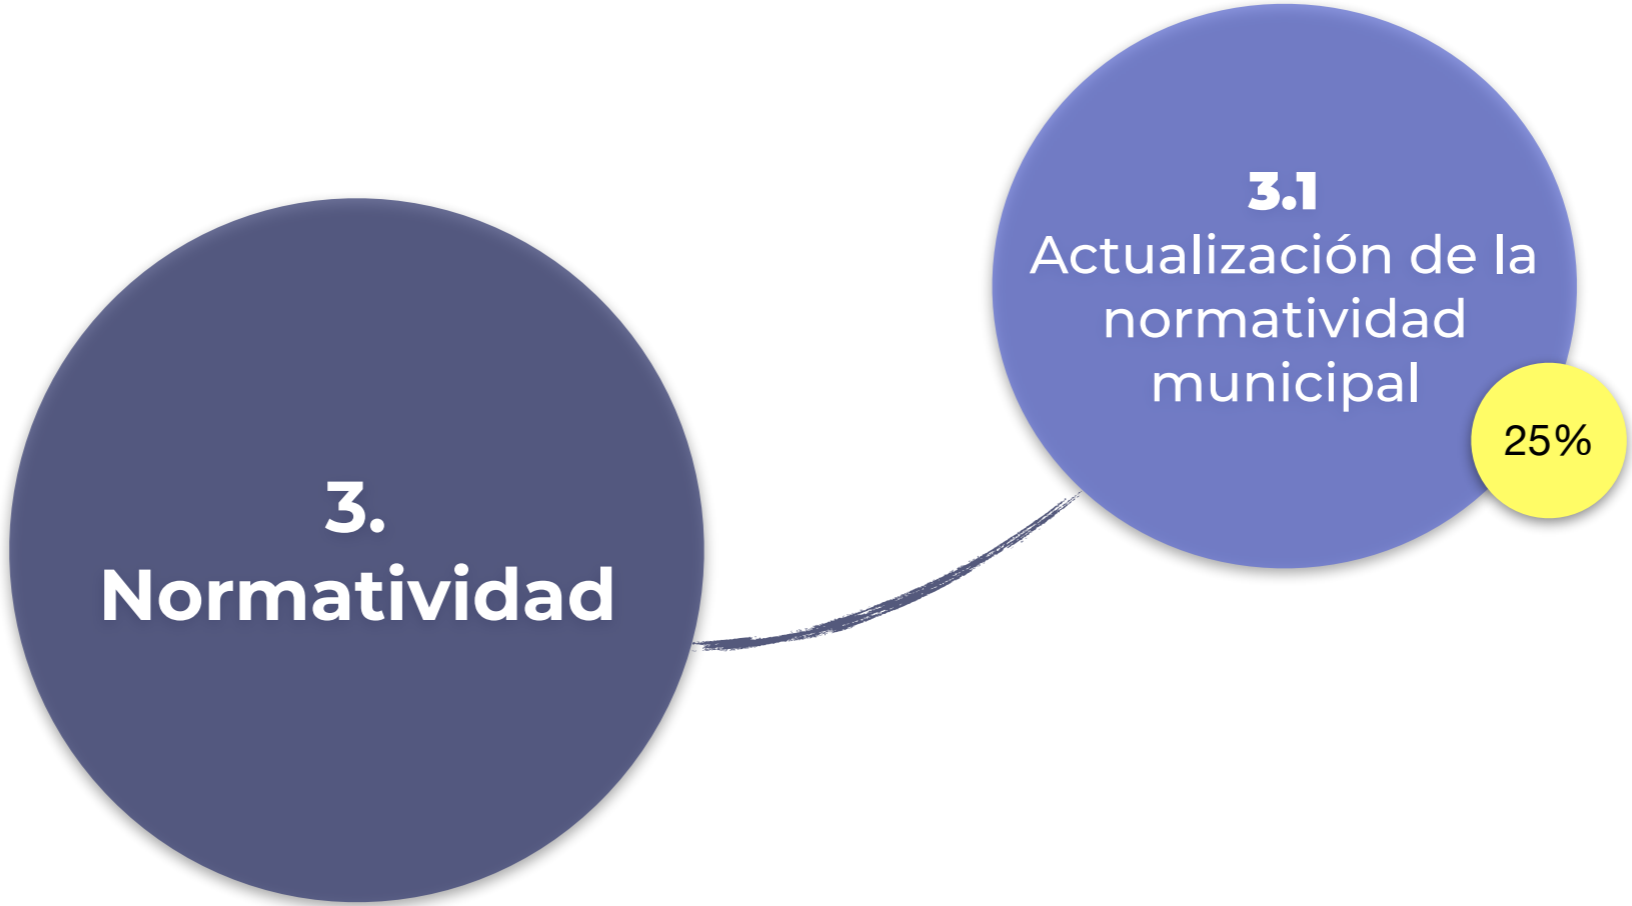 3.
Normatividad
3.1
Actualización de la
normatividad
municipal
25%